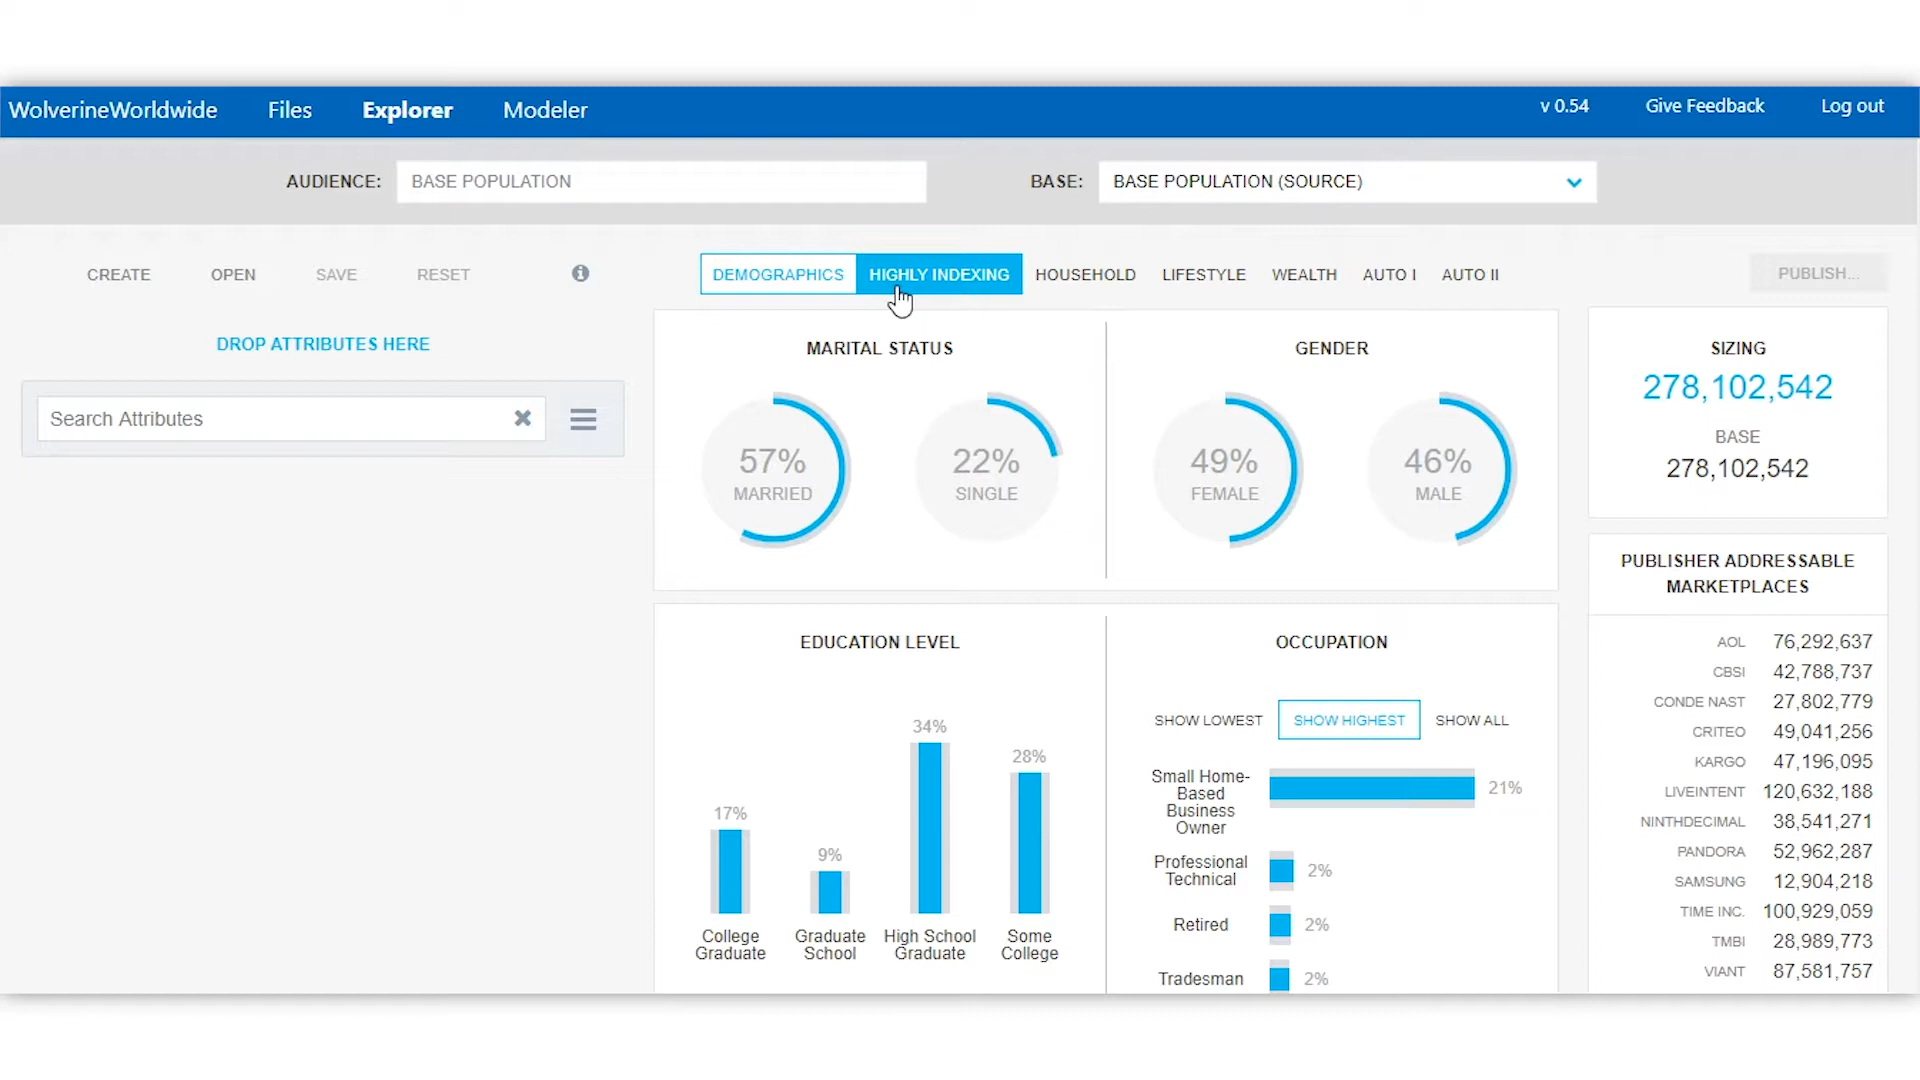 WolverineWorldwide Files Explorer Modeler v 0.54 Give Feedback Log out
AUDIENCE: BASE POPULATION BASE: BASE POPULATION (SOURCE)
CREATE OPEN SAVE RESET
DEMOGRAPHICS HIGHLY INDEXING HOUSEHOLD LIFESTYLE WEALTH AUTO I AUTO II
PUBLISH...
DROP ATTRIBUTES HERE
Search Attributes
MARITAL STATUS
57%
MARRIED
22%
SINGLE
GENDER
49%
FEMALE
46%
MALE
EDUCATION LEVEL
17%
9%
34%
28%
College
Graduate
Graduate
School
High School
Graduate
Some
College
OCCUPATION
SHOW LOWEST SHOW HIGHEST SHOW ALL
Small Home-
Based
Business
Owner
21%
Professional
Technical
2%
Retired 2%
Tradesman 2%
SIZING
278,102,542
BASE
278,102,542
PUBLISHER ADDRESSABLE
MARKETPLACES
AOL 76,292,637
CBSI 42,788,737
CONDE NAST 27,802,779
CRITEO 49,041,256
KARGO 47,196,095
LIVEINTENT 120,632,188
NINTHDECIMAL 38,541,271
PANDORA 52,962,287
SAMSUNG 12,904,218
TIME INC. 100,929,059
TMBI 28,989,773
VIANT 87,581,757